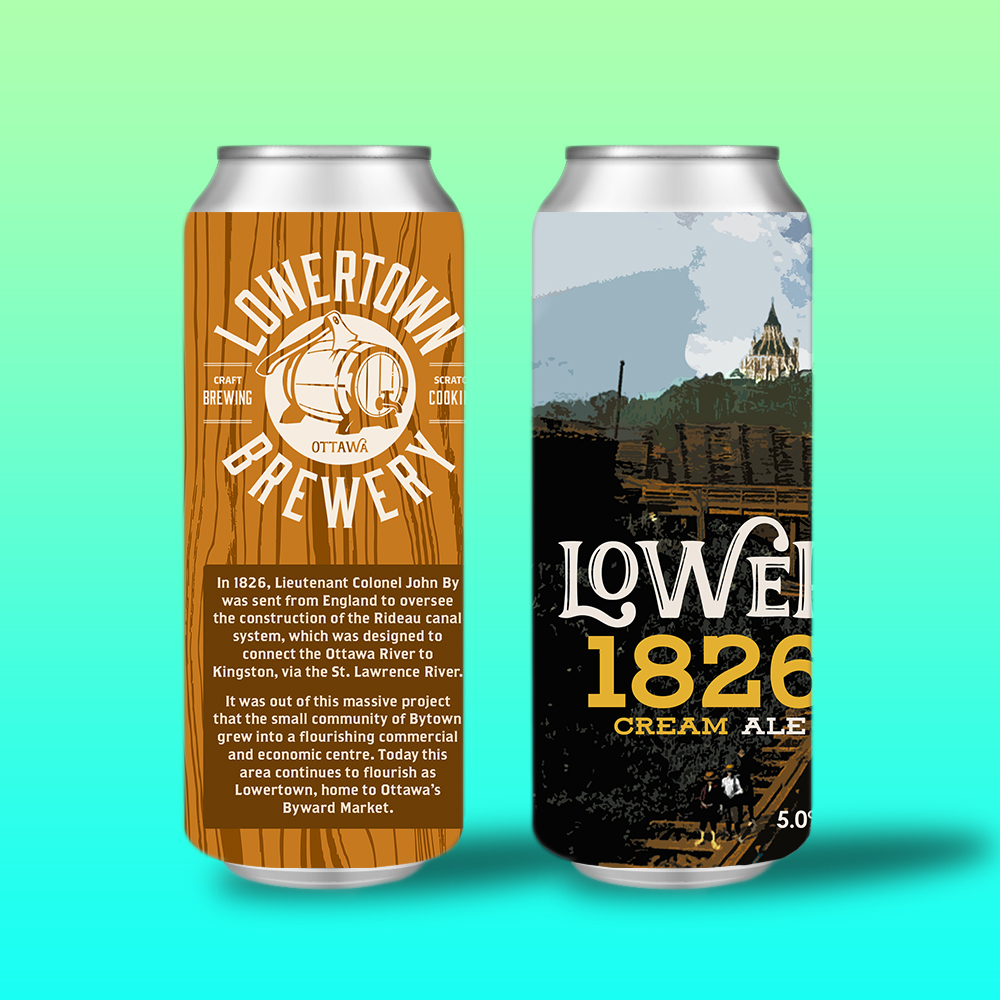 LOWERTOWN
CRAFT
BREWING
SCRATC
COOKI
OTTAWA
BREWERY
In 1826, Lieutenant Colonel John By
was sent from England to oversee
the construction of the Rideau canal
system, which was designed to
connect the Ottawa River to
Kingston, via the St. Lawrence River.
It was out of this massive project
that the small community of Bytown
grew into a flourishing commercial
and economic centre. Today this
area continues to flourish as
Lowertown, home to Ottawa's
Byward Market.
LOWER
1826
CREAM ALE
5.0%